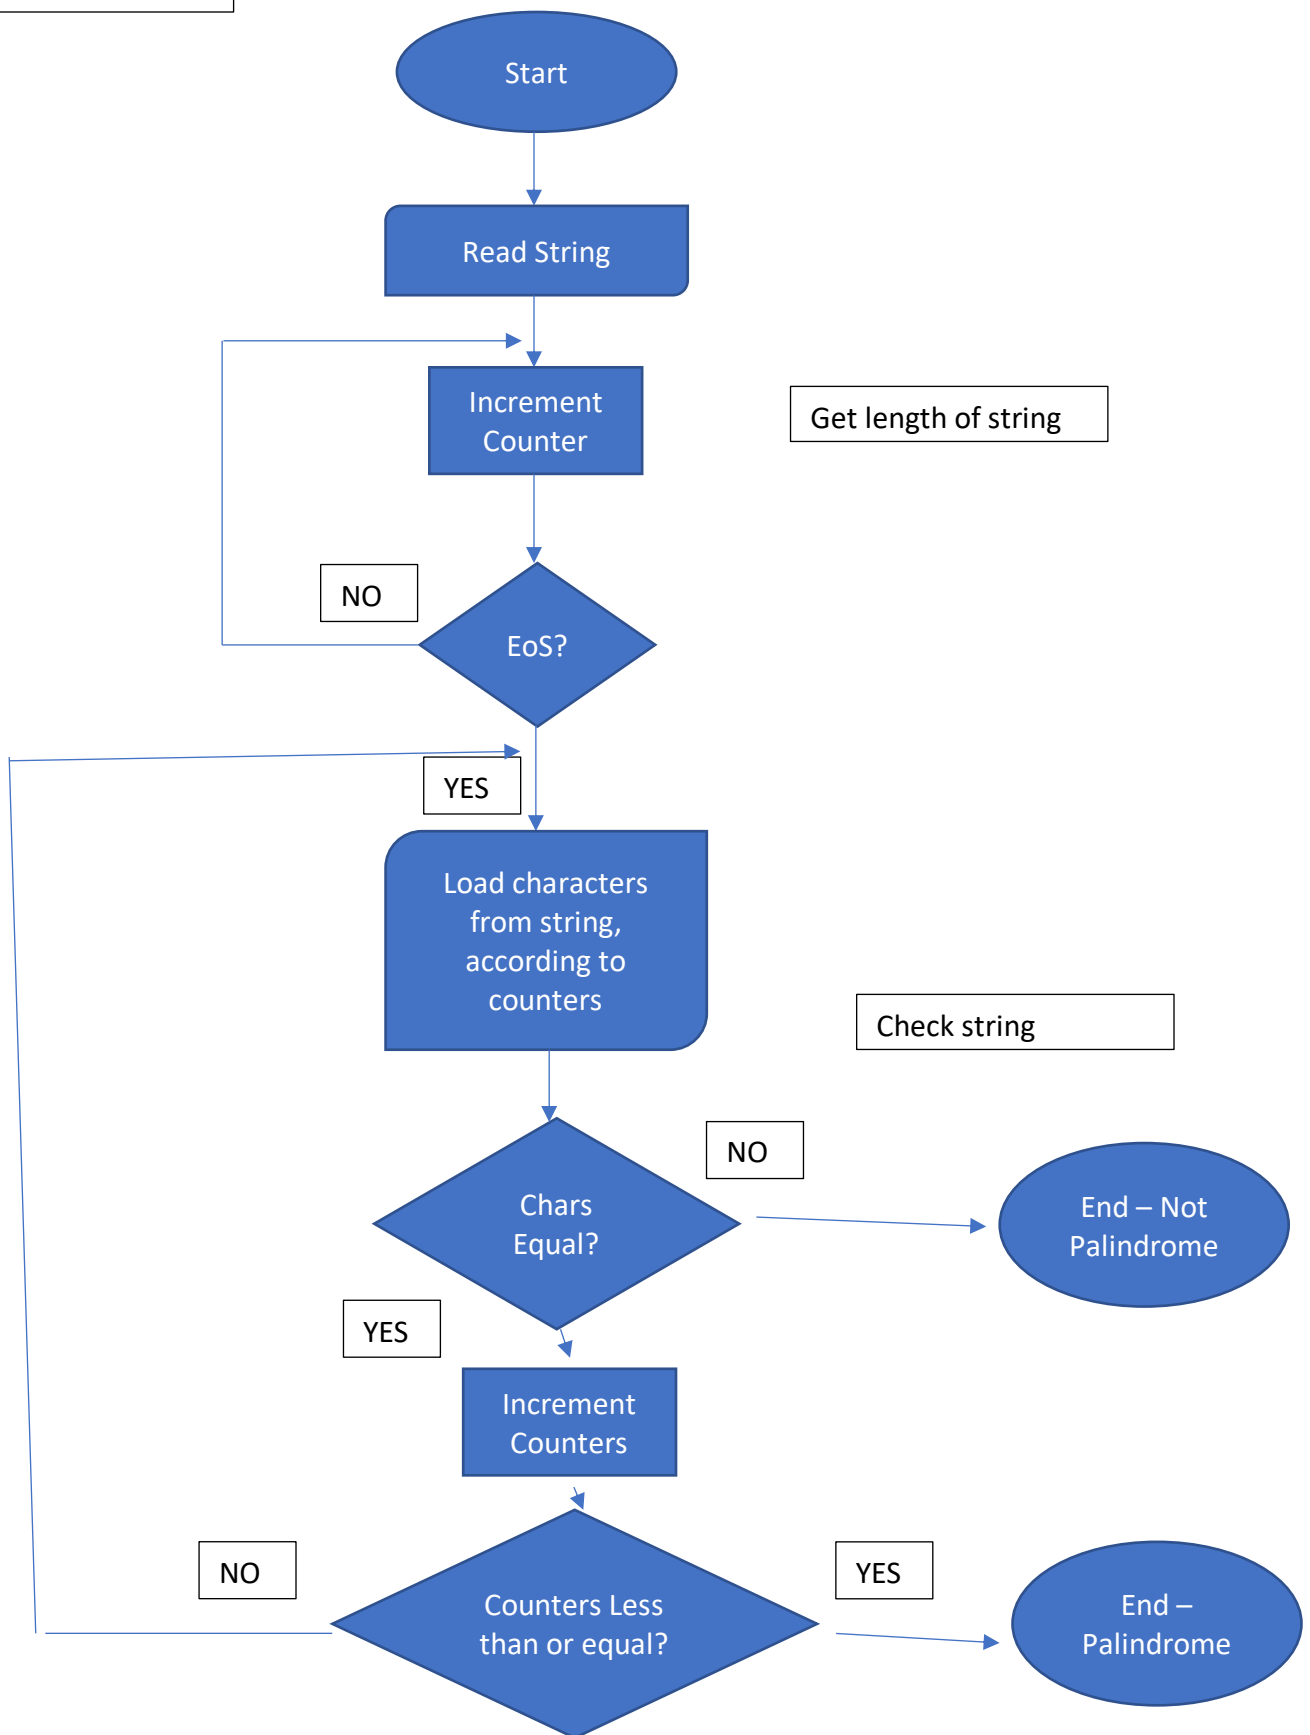 Start
Read String
Increment
Counter
Get length of string
NO
EoS?
YES
Load characters
from string,
according to
counters
Check string
NO
Chars
Equal?
End – Not
Palindrome
YES
Increment
Counters
NO
YES
Counters Less
than or equal?
End –
Palindrome